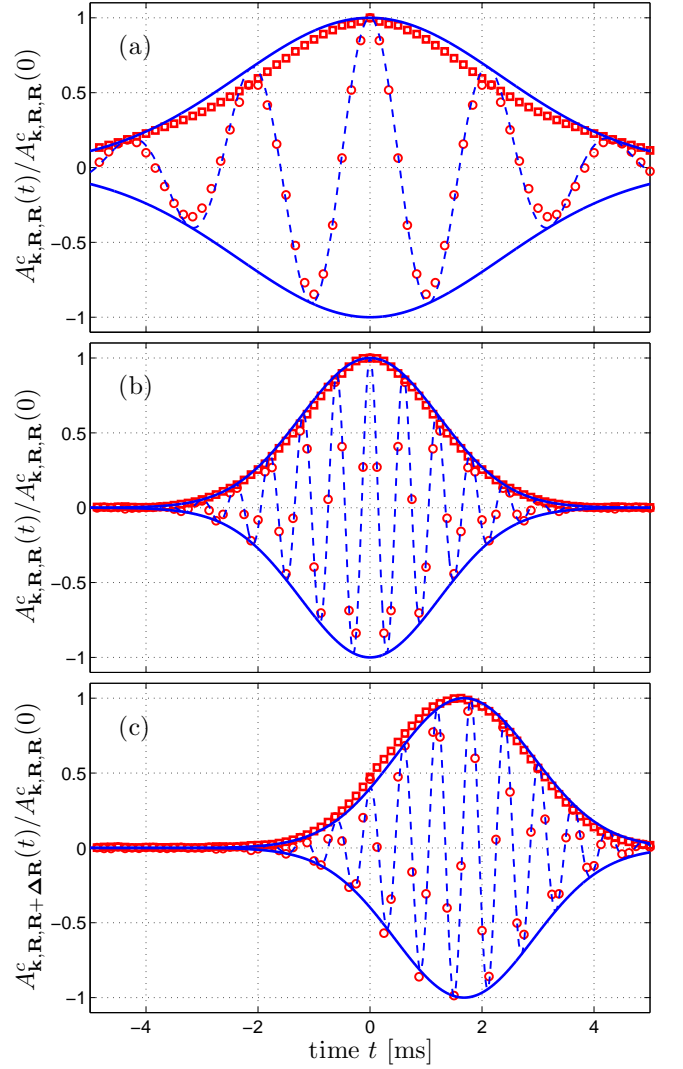 (a)
1
0.5
0
−0.5
−1
A^c_{k,R,R}(t)/A^c_{k,R,R}(0)
(b)
1
0.5
0
−0.5
−1
A^c_{k,R,R}(t)/A^c_{k,R,R}(0)
(c)
1
0.5
0
−0.5
−1
A^c_{k,R,R+ΔR}(t)/A^c_{k,R,R}(0)
−4 −2 0 2 4
time t [ms]